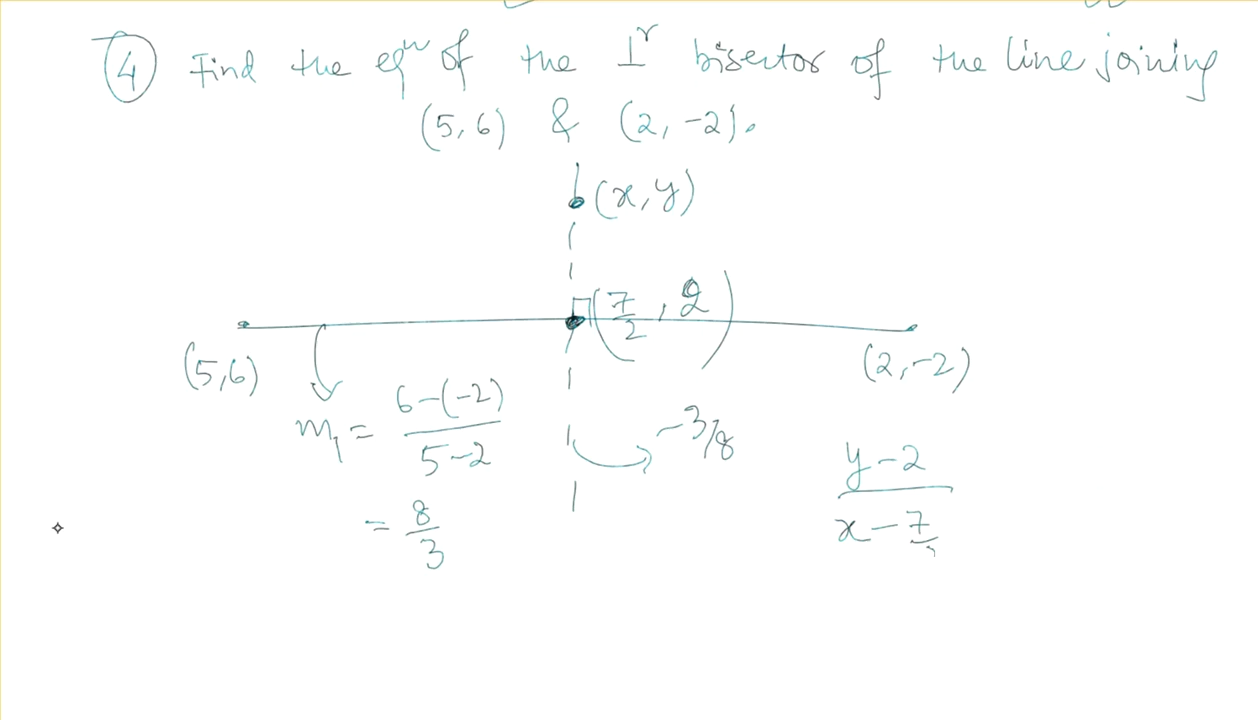 ④ Find the eqⁿ of the ⊥ʳ bisector of the line joining
(5,6) & (2,-2).
(x,y)
(7/2, 2)
(5,6)
(2,-2)
m₁ = 6-(-2)/5-2
-3/8
= 8/3
y-2/x-7/